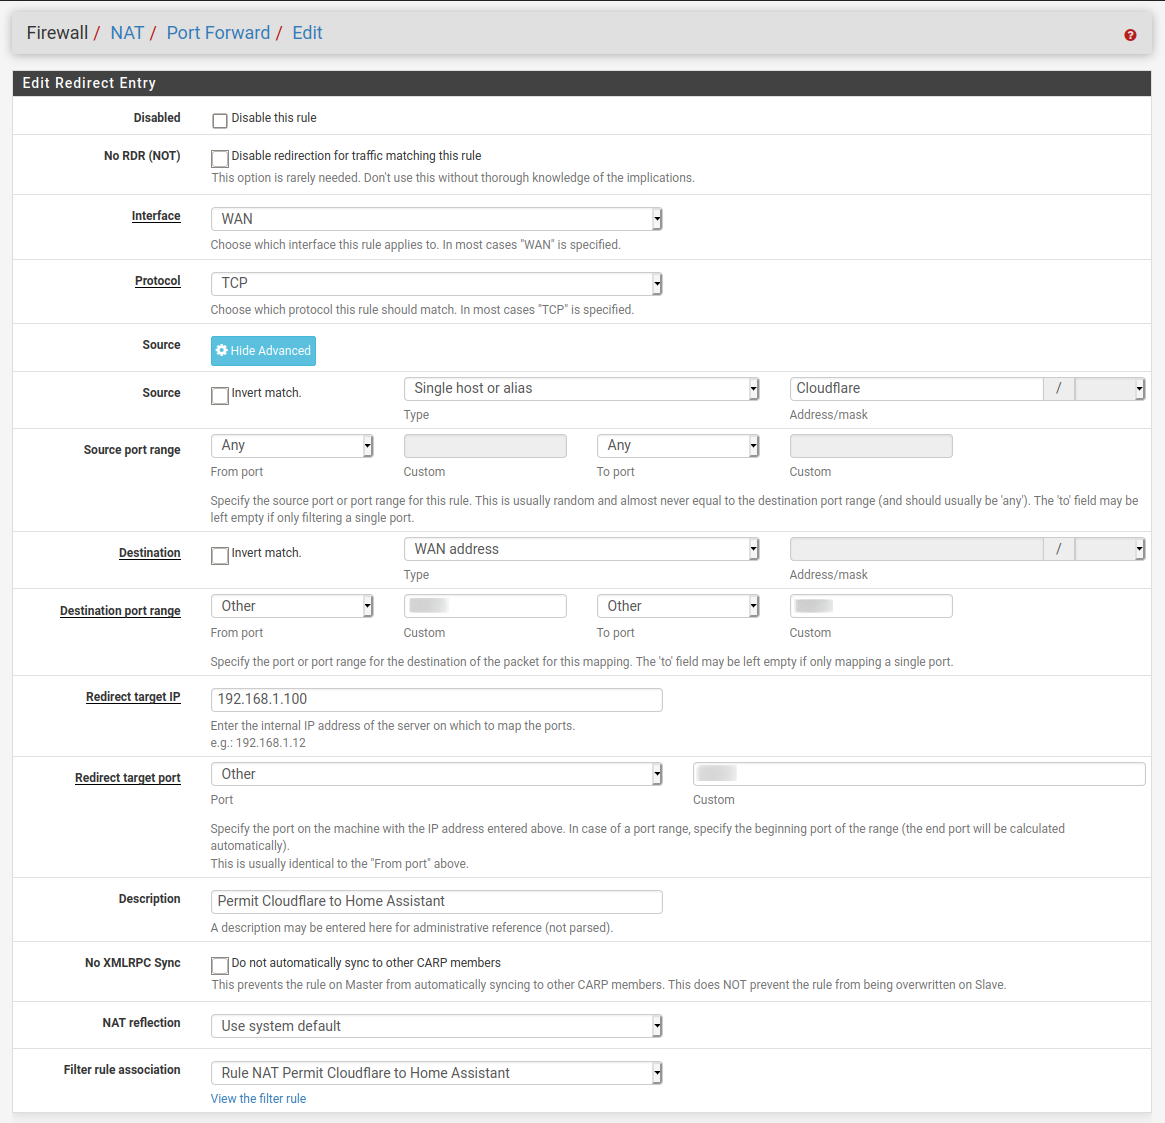 Firewall / NAT / Port Forward / Edit
Edit Redirect Entry
Disabled
Disable this rule
No RDR (NOT)
Disable redirection for traffic matching this rule
This option is rarely needed. Don't use this without thorough knowledge of the implications.
Interface
WAN
Choose which interface this rule applies to. In most cases "WAN" is specified.
Protocol
TCP
Choose which protocol this rule should match. In most cases "TCP" is specified.
Source
Hide Advanced
Source
Invert match.
Single host or alias
Cloudflare
/
Type
Address/mask
Source port range
Any
Any
From port
Custom
To port
Custom
Specify the source port or port range for this rule. This is usually random and almost never equal to the destination port range (and should usually be 'any'). The 'to' field may be
left empty if only filtering a single port.
Destination
Invert match.
WAN address
/
Type
Address/mask
Destination port range
Other
Other
From port
Custom
To port
Custom
Specify the port or port range for the destination of the packet for this mapping. The 'to' field may be left empty if only mapping a single port.
Redirect target IP
192.168.1.100
Enter the internal IP address of the server on which to map the ports.
e.g.: 192.168.1.12
Redirect target port
Other
Port
Custom
Specify the port on the machine with the IP address entered above. In case of a port range, specify the beginning port of the range (the end port will be calculated
automatically).
This is usually identical to the "From port" above.
Description
Permit Cloudflare to Home Assistant
A description may be entered here for administrative reference (not parsed).
No XMLRPC Sync
Do not automatically sync to other CARP members
This prevents the rule on Master from automatically syncing to other CARP members. This does NOT prevent the rule from being overwritten on Slave.
NAT reflection
Use system default
Filter rule association
Rule NAT Permit Cloudflare to Home Assistant
View the filter rule